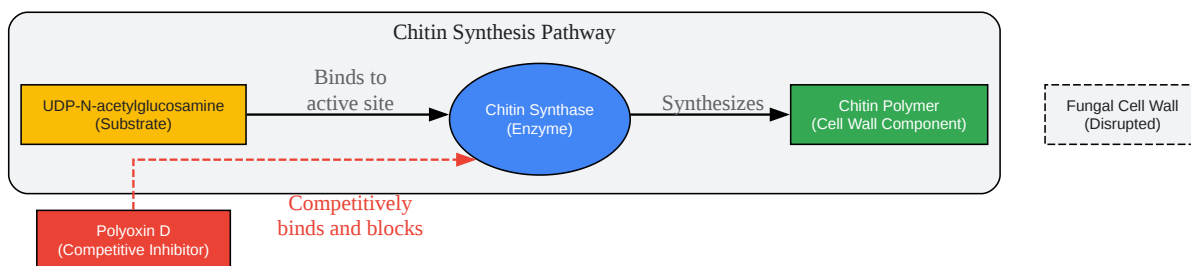 Chitin Synthesis Pathway
UDP-N-acetylglucosamine
(Substrate)
Binds to
active site
Chitin Synthase
(Enzyme)
Synthesizes
Chitin Polymer
(Cell Wall Component)
Fungal Cell Wall
(Disrupted)
Competitively
binds and blocks
Polyoxin D
(Competitive Inhibitor)